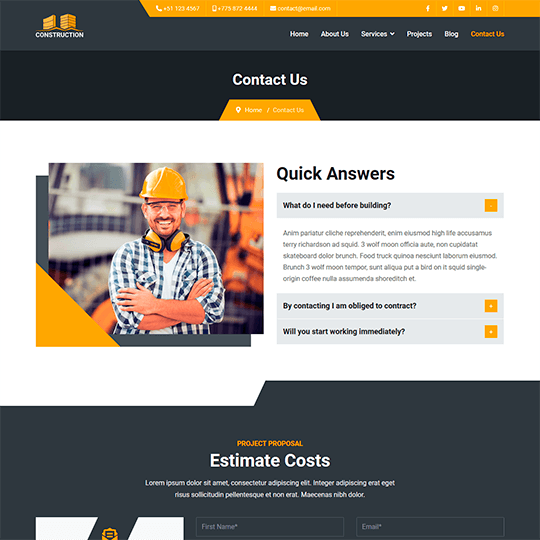 +51 123 4567
+775 872 4444
contact@email.com
CONSTRUCTION
Home
About Us
Services
Projects
Blog
Contact Us
Contact Us
Home / Contact Us
Quick Answers
What do I need before building?
-
Anim pariatur cliche reprehenderit, enim eiusmod high life accusamus
terry richardson ad squid. 3 wolf moon officia aute, non cupidatat
skateboard dolor brunch. Food truck quinoa nesciunt laborum eiusmod.
Brunch 3 wolf moon tempor, sunt aliqua put a bird on it squid single-
origin coffee nulla assumenda shoreditch et.
By contacting I am obliged to contract?
+
Will you start working immediately?
+
PROJECT PROPOSAL
Estimate Costs
Lorem ipsum dolor sit amet, consectetur adipiscing elit. Integer adipiscing erat eget
risus sollicitudin pellentesque et non erat. Maecenas nibh dolor.
First Name*
Email*